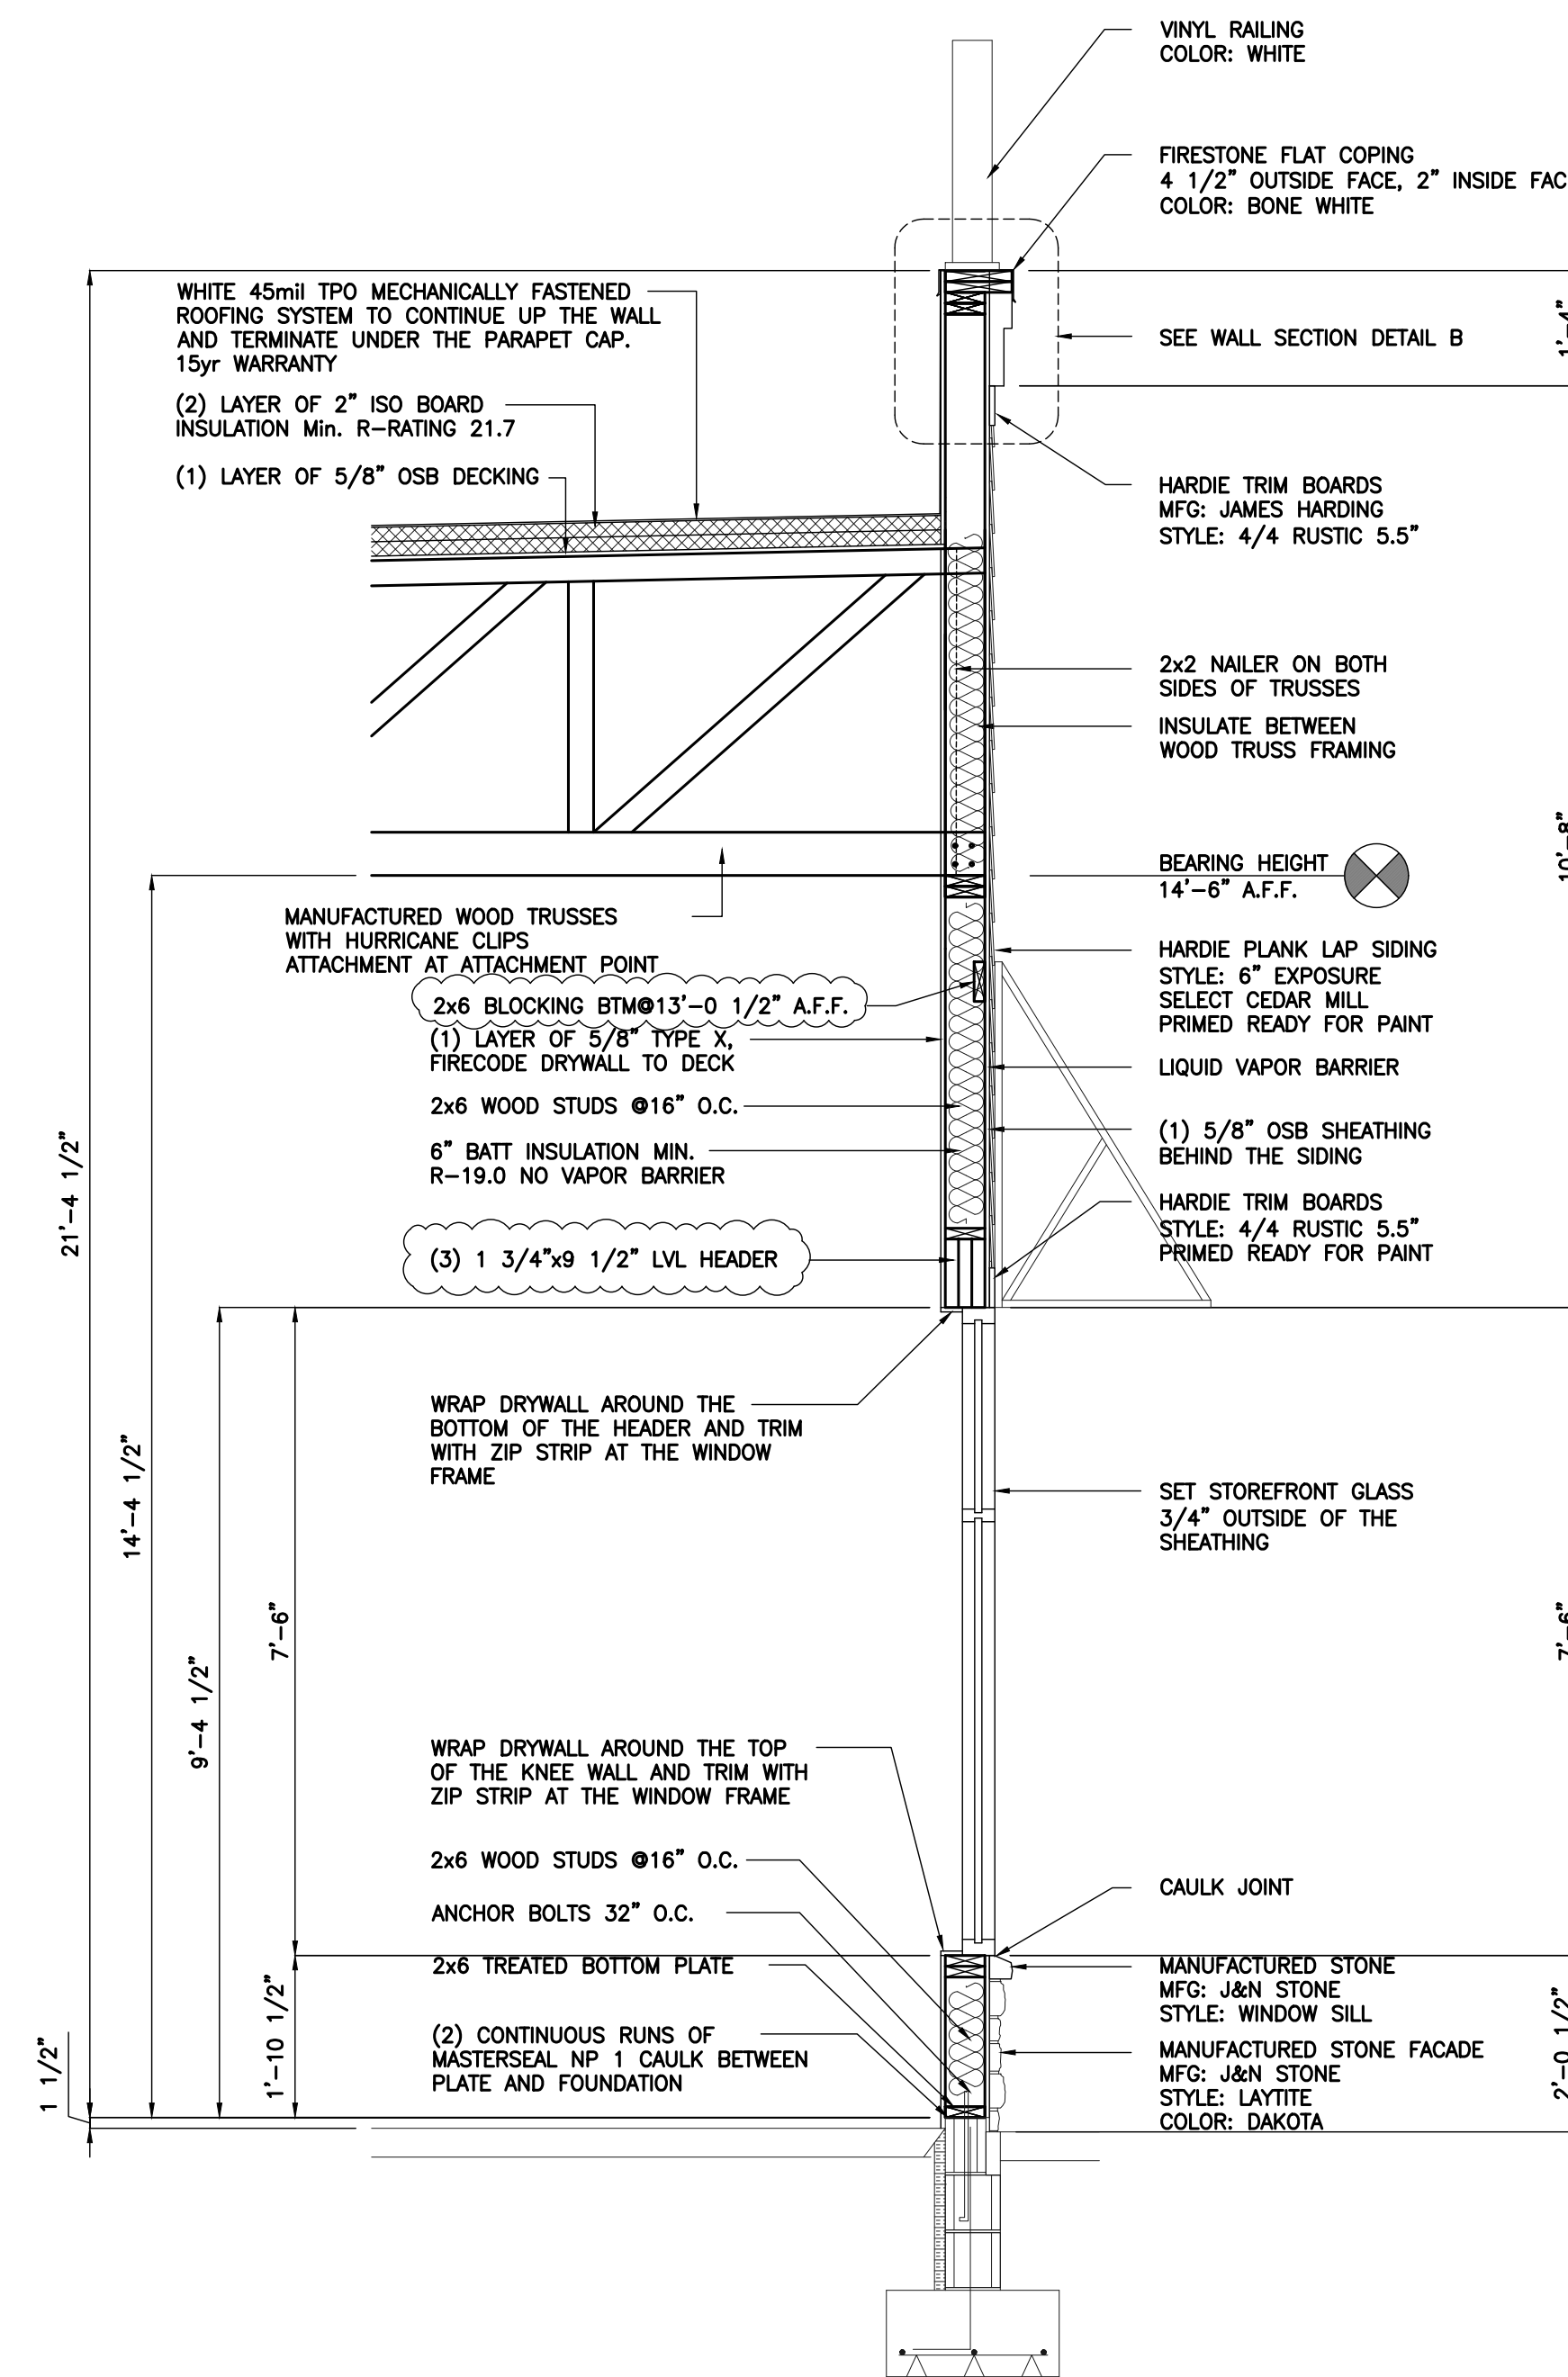 VINYL RAILING
COLOR: WHITE
FIRESTONE FLAT COPING
4 1/2" OUTSIDE FACE, 2" INSIDE FAC
COLOR: BONE WHITE
WHITE 45mil TPO MECHANICALLY FASTENED
ROOFING SYSTEM TO CONTINUE UP THE WALL
AND TERMINATE UNDER THE PARAPET CAP.
15yr WARRANTY
1'-4"
SEE WALL SECTION DETAIL B
(2) LAYER OF 2" ISO BOARD
INSULATION Min. R-RATING 21.7
(1) LAYER OF 5/8" OSB DECKING
HARDIE TRIM BOARDS
MFG: JAMES HARDING
STYLE: 4/4 RUSTIC 5.5"
2x2 NAILER ON BOTH
SIDES OF TRUSSES
INSULATE BETWEEN
WOOD TRUSS FRAMING
10'-8"
BEARING HEIGHT
14'-6" A.F.F.
MANUFACTURED WOOD TRUSSES
WITH HURRICANE CLIPS
ATTACHMENT AT ATTACHMENT POINT
HARDIE PLANK LAP SIDING
STYLE: 6" EXPOSURE
SELECT CEDAR MILL
PRIMED READY FOR PAINT
2x6 BLOCKING BTM@13'-0 1/2" A.F.F.
(1) LAYER OF 5/8" TYPE X,
FIRECODE DRYWALL TO DECK
LIQUID VAPOR BARRIER
2x6 WOOD STUDS @16" O.C.
(1) 5/8" OSB SHEATHING
BEHIND THE SIDING
6" BATT INSULATION MIN.
R-19.0 NO VAPOR BARRIER
21'-4 1/2"
HARDIE TRIM BOARDS
STYLE: 4/4 RUSTIC 5.5"
PRIMED READY FOR PAINT
(3) 1 3/4"x9 1/2" LVL HEADER
WRAP DRYWALL AROUND THE
BOTTOM OF THE HEADER AND TRIM
WITH ZIP STRIP AT THE WINDOW
FRAME
14'-4 1/2"
SET STOREFRONT GLASS
3/4" OUTSIDE OF THE
SHEATHING
7'-6"
7'-6"
9'-4 1/2"
WRAP DRYWALL AROUND THE TOP
OF THE KNEE WALL AND TRIM WITH
ZIP STRIP AT THE WINDOW FRAME
2x6 WOOD STUDS @16" O.C.
CAULK JOINT
ANCHOR BOLTS 32" O.C.
2x6 TREATED BOTTOM PLATE
MANUFACTURED STONE
MFG: J&N STONE
STYLE: WINDOW SILL
1'-10 1/2"
2'-0 1/2"
(2) CONTINUOUS RUNS OF
MASTERSEAL NP 1 CAULK BETWEEN
PLATE AND FOUNDATION
MANUFACTURED STONE FACADE
MFG: J&N STONE
STYLE: LAYTITE
COLOR: DAKOTA
1 1/2"